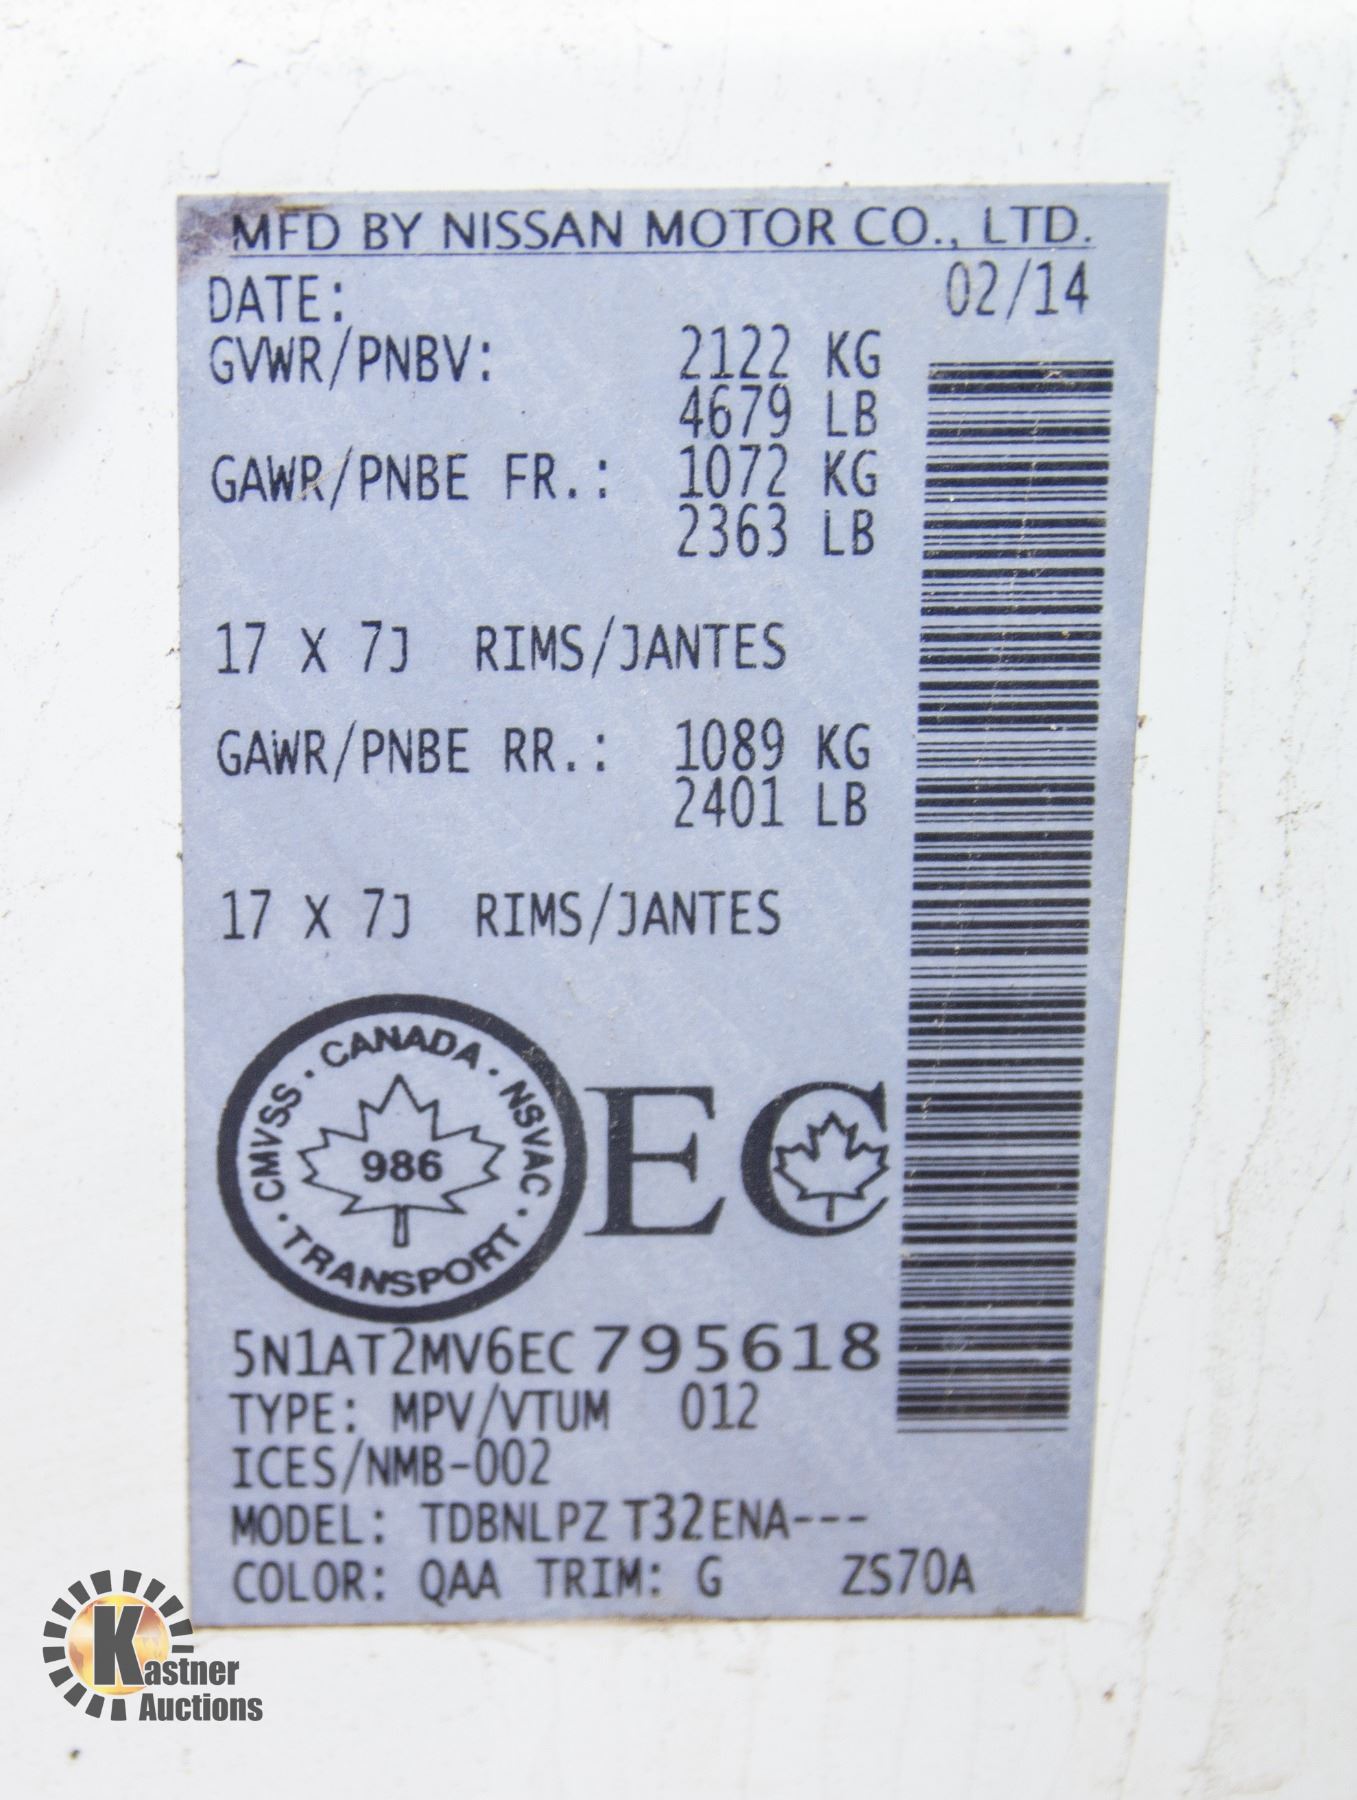 MFD BY NISSAN MOTOR CO., LTD.
DATE: 02/14
GVWR/PNBV: 2122 KG
4679 LB
GAWR/PNBE FR.: 1072 KG
2363 LB
17 X 7J RIMS/JANTES
GAWR/PNBE RR.: 1089 KG
2401 LB
17 X 7J RIMS/JANTES
CMVSS · CANADA · NSVAC · TRANSPORT ·
986
EC
5N1AT2MV6EC795618
TYPE: MPV/VTUM 012
ICES/NMB-002
MODEL: TDBNLPZ T32ENA---
COLOR: QAA TRIM: G ZS70A
Kastner
Auctions